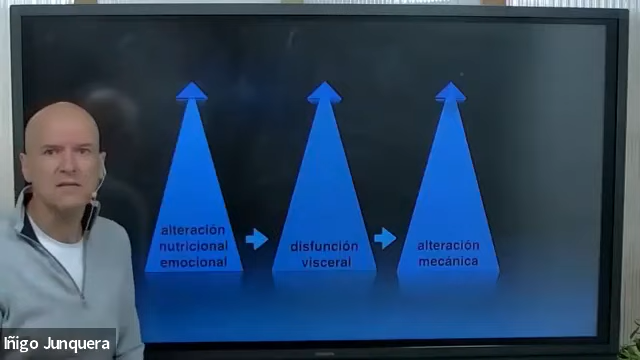 alteración
nutricional
emocional
disfunción
visceral
alteración
mecánica
Iñigo Junquera